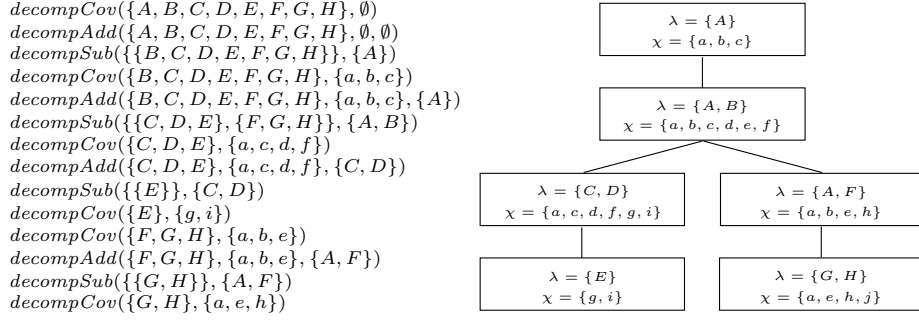 decompCov({A, B, C, D, E, F, G, H}, ∅)
decompAdd({A, B, C, D, E, F, G, H}, ∅, ∅)
decompSub({{B, C, D, E, F, G, H}}, {A})
decompCov({B, C, D, E, F, G, H}, {a, b, c})
decompAdd({B, C, D, E, F, G, H}, {a, b, c}, {A})
decompSub({{C, D, E}, {F, G, H}}, {A, B})
decompCov({C, D, E}, {a, c, d, f})
decompAdd({C, D, E}, {a, c, d, f}, {C, D})
decompSub({{E}}, {C, D})
decompCov({E}, {g, i})
decompCov({F, G, H}, {a, b, e})
decompAdd({F, G, H}, {a, b, e}, {A, F})
decompSub({{G, H}}, {A, F})
decompCov({G, H}, {a, e, h})
λ = {A}
χ = {a, b, c}
λ = {A, B}
χ = {a, b, c, d, e, f}
λ = {C, D}
χ = {a, c, d, f, g, i}
λ = {A, F}
χ = {a, b, e, h}
λ = {E}
χ = {g, i}
λ = {G, H}
χ = {a, e, h, j}